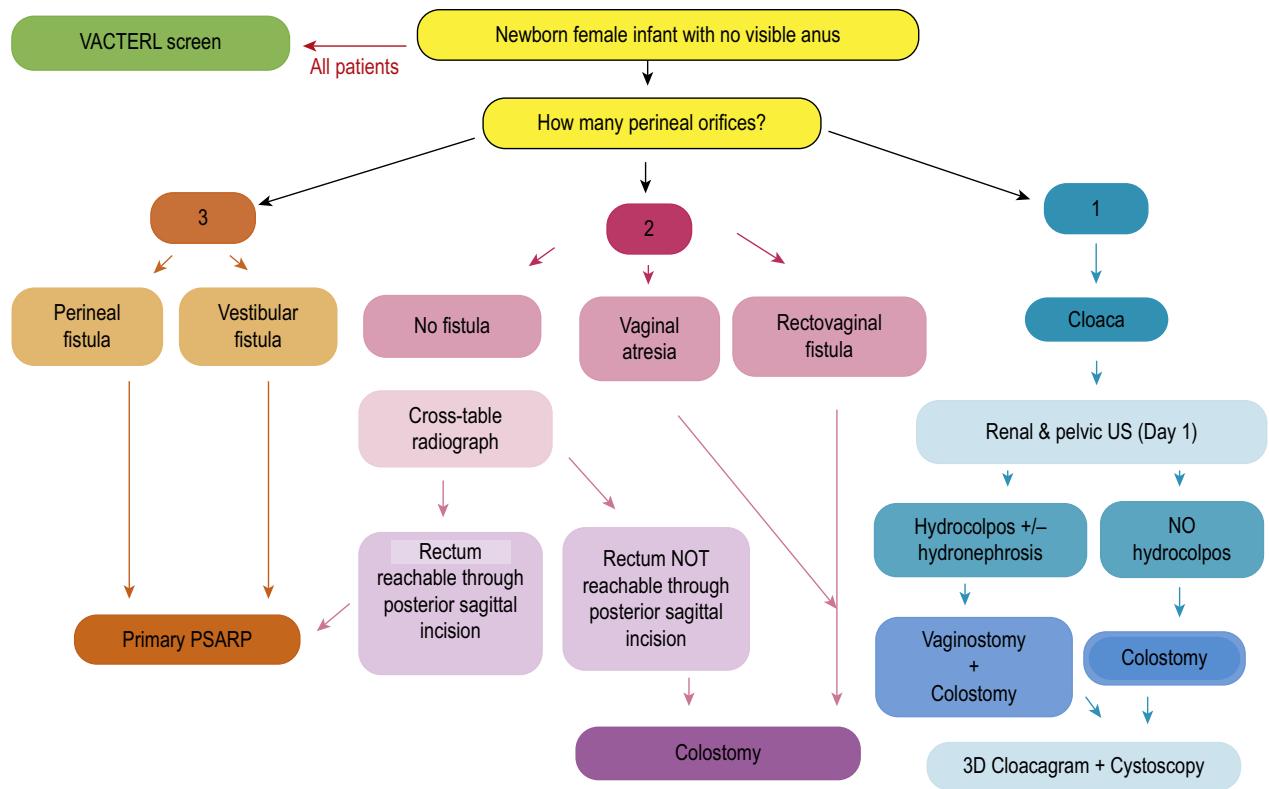 VACTERL screen
Newborn female infant with no visible anus
All patients
How many perineal orifices?
3
2
1
Perineal
fistula
Vestibular
fistula
No fistula
Vaginal
atresia
Rectovaginal
fistula
Cloaca
Cross-table
radiograph
Renal & pelvic US (Day 1)
Rectum
reachable through
posterior sagittal
incision
Rectum NOT
reachable through
posterior sagittal
incision
Hydrocolpos +/–
hydronephrosis
NO
hydrocolpos
Primary PSARP
Vaginostomy
+
Colostomy
Colostomy
Colostomy
3D Cloacagram + Cystoscopy